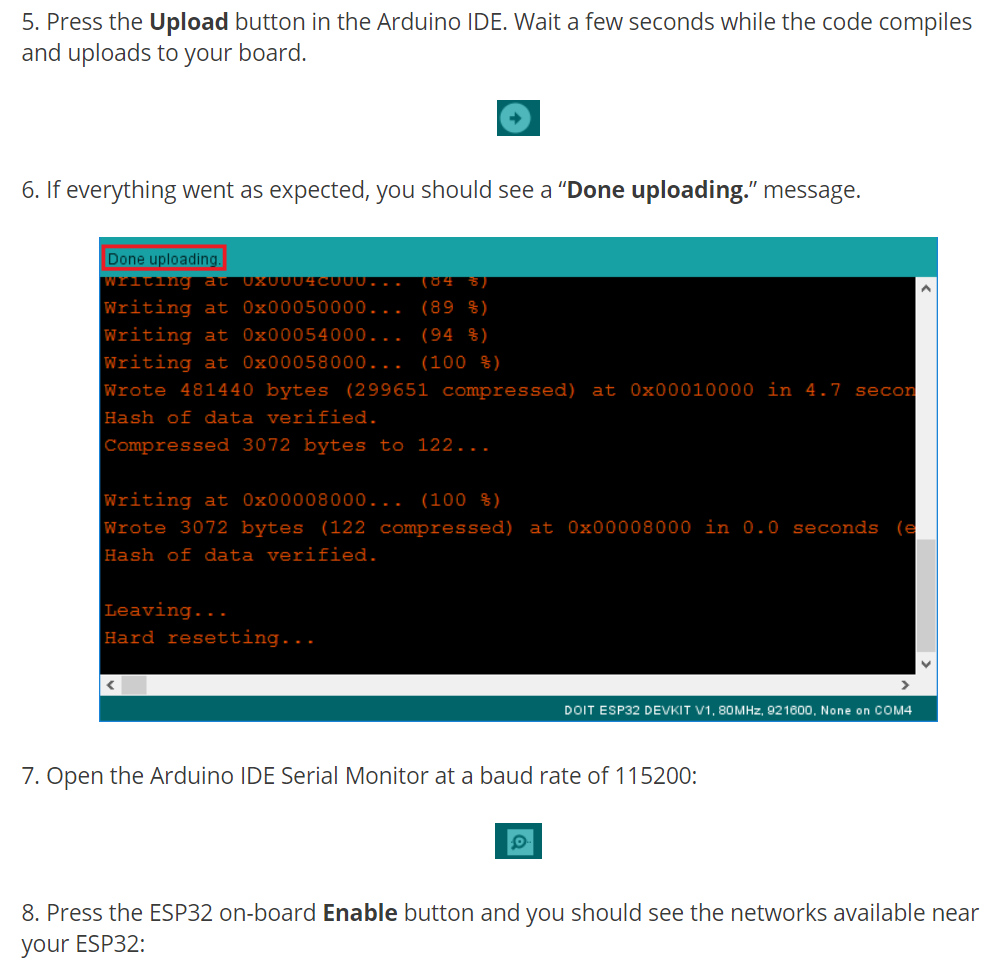 5. Press the Upload button in the Arduino IDE. Wait a few seconds while the code compiles
and uploads to your board.
6. If everything went as expected, you should see a “Done uploading.” message.
Done uploading.
Writing at 0x0004c000... (84 %)
Writing at 0x00050000... (89 %)
Writing at 0x00054000... (94 %)
Writing at 0x00058000... (100 %)
Wrote 481440 bytes (299651 compressed) at 0x00010000 in 4.7 secon
Hash of data verified.
Compressed 3072 bytes to 122...
Writing at 0x00008000... (100 %)
Wrote 3072 bytes (122 compressed) at 0x00008000 in 0.0 seconds (e
Hash of data verified.
Leaving...
Hard resetting...
DOIT ESP32 DEVKIT V1, 80MHz, 921600, None on COM4
7. Open the Arduino IDE Serial Monitor at a baud rate of 115200:
8. Press the ESP32 on-board Enable button and you should see the networks available near
your ESP32: